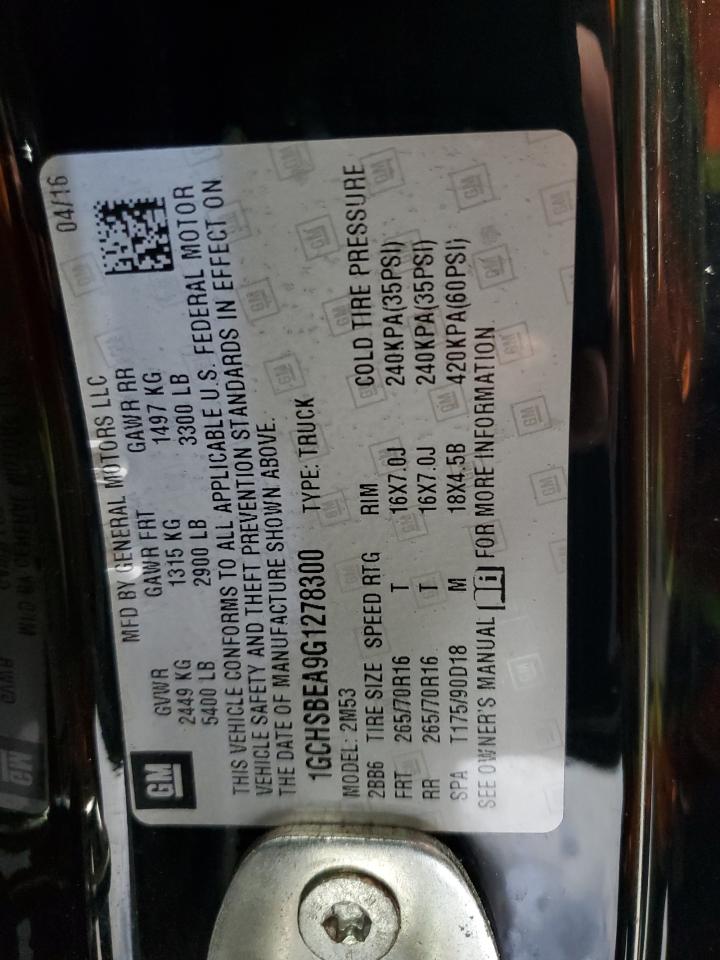 MFD BY GENERAL MOTORS LLC 04/16
GM
GVWR GAWR FRT GAWR RR
2449 KG 1315 KG 1497 KG
5400 LB 2900 LB 3300 LB
THIS VEHICLE CONFORMS TO ALL APPLICABLE U.S. FEDERAL MOTOR
VEHICLE SAFETY AND THEFT PREVENTION STANDARDS IN EFFECT ON
THE DATE OF MANUFACTURE SHOWN ABOVE.
1GCHSBEA9G1278300 TYPE: TRUCK
MODEL: 2M53
2BB6 TIRE SIZE SPEED RTG RIM COLD TIRE PRESSURE
FRT 265/70R16 T 16X7.0J 240KPA(35PSI)
RR 265/70R16 T 16X7.0J 240KPA(35PSI)
SPA T175/90D18 M 18X4.5B 420KPA(60PSI)
SEE OWNER'S MANUAL FOR MORE INFORMATION